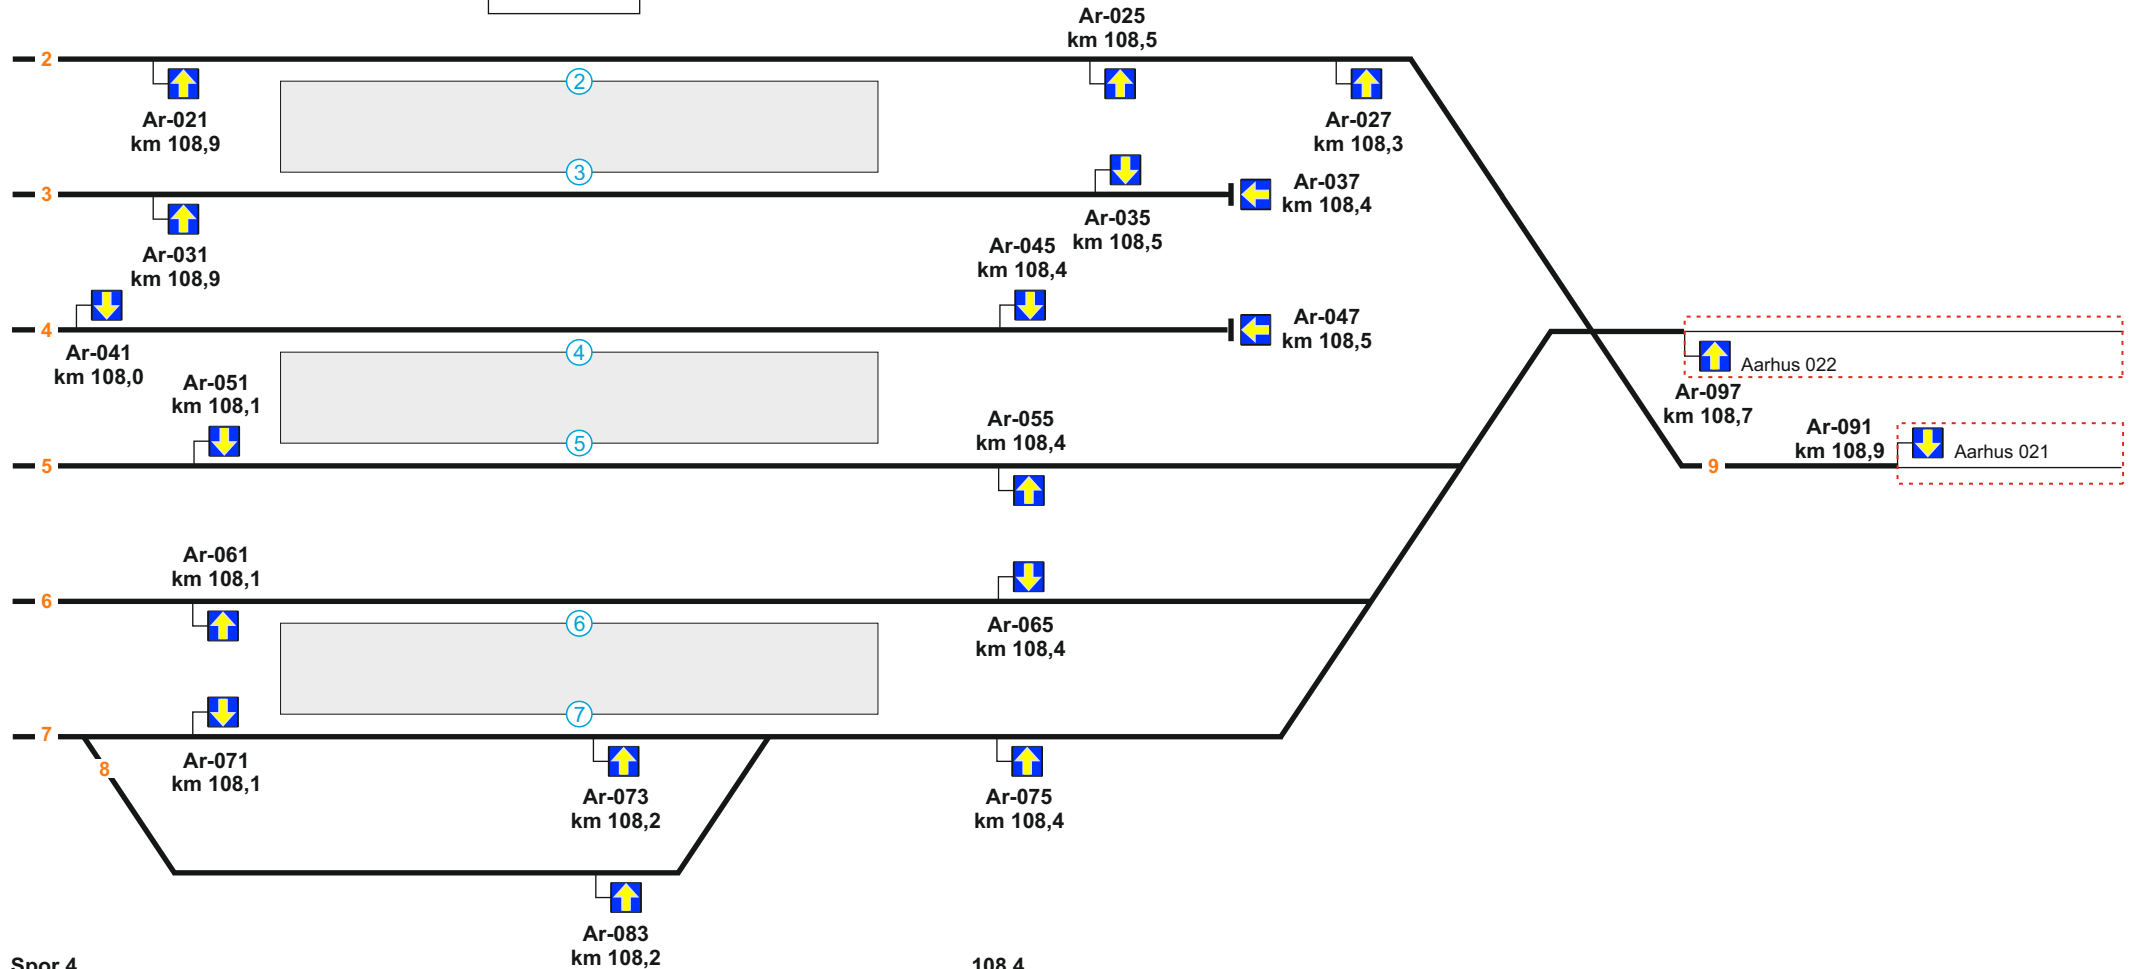 Ar-025
km 108,5
2
2
Ar-021
km 108,9
Ar-027
km 108,3
3
3
Ar-037
km 108,4
Ar-035
km 108,5
Ar-031
km 108,9
Ar-045
km 108,4
4
Ar-047
km 108,5
Ar-041
km 108,0
4
Aarhus 022
Ar-051
km 108,1
Ar-097
km 108,7
Ar-055
km 108,4
5
Ar-091
km 108,9
Aarhus 021
5
9
Ar-061
km 108,1
6
6
Ar-065
km 108,4
7
7
8
Ar-071
km 108,1
Ar-073
km 108,2
Ar-075
km 108,4
Ar-083
km 108,2
Spor 4
108,4